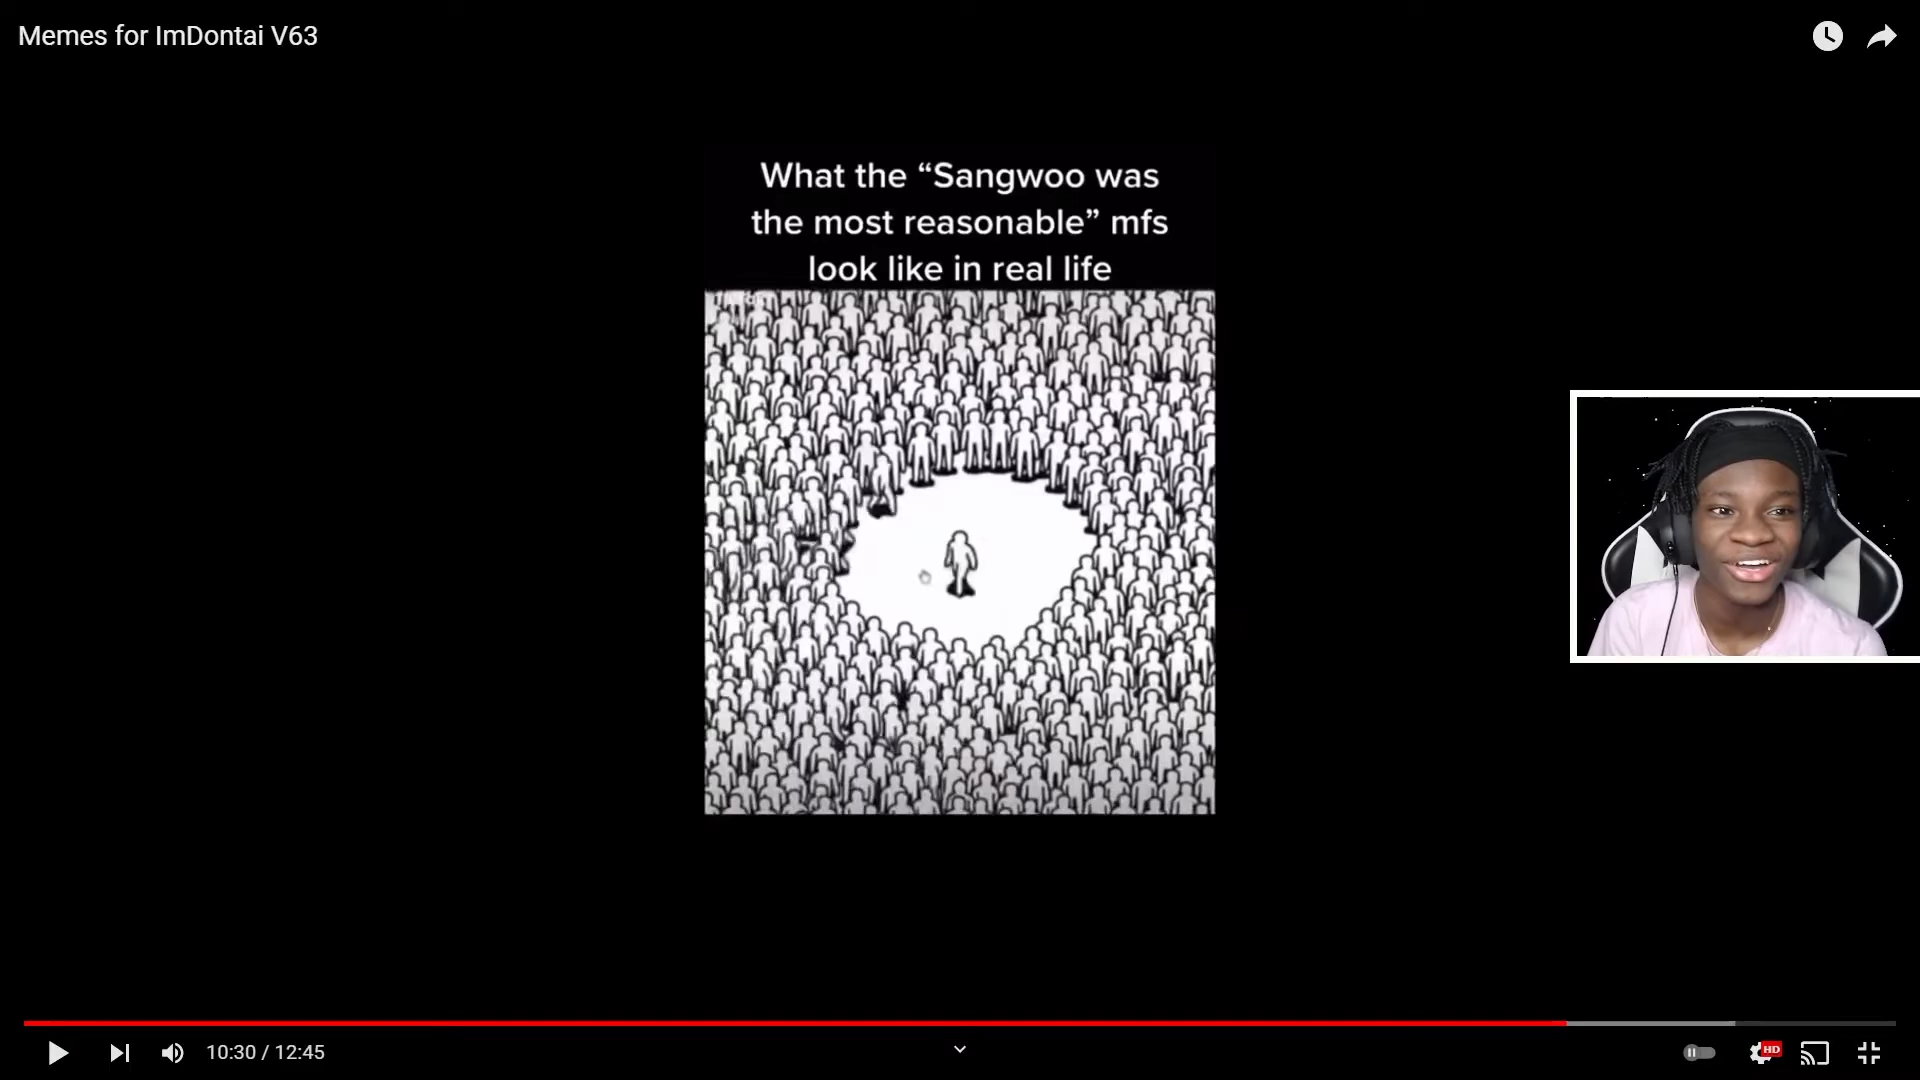 Memes for ImDontai V63
What the “Sangwoo was
the most reasonable” mfs
look like in real life
10:30 / 12:45
HD